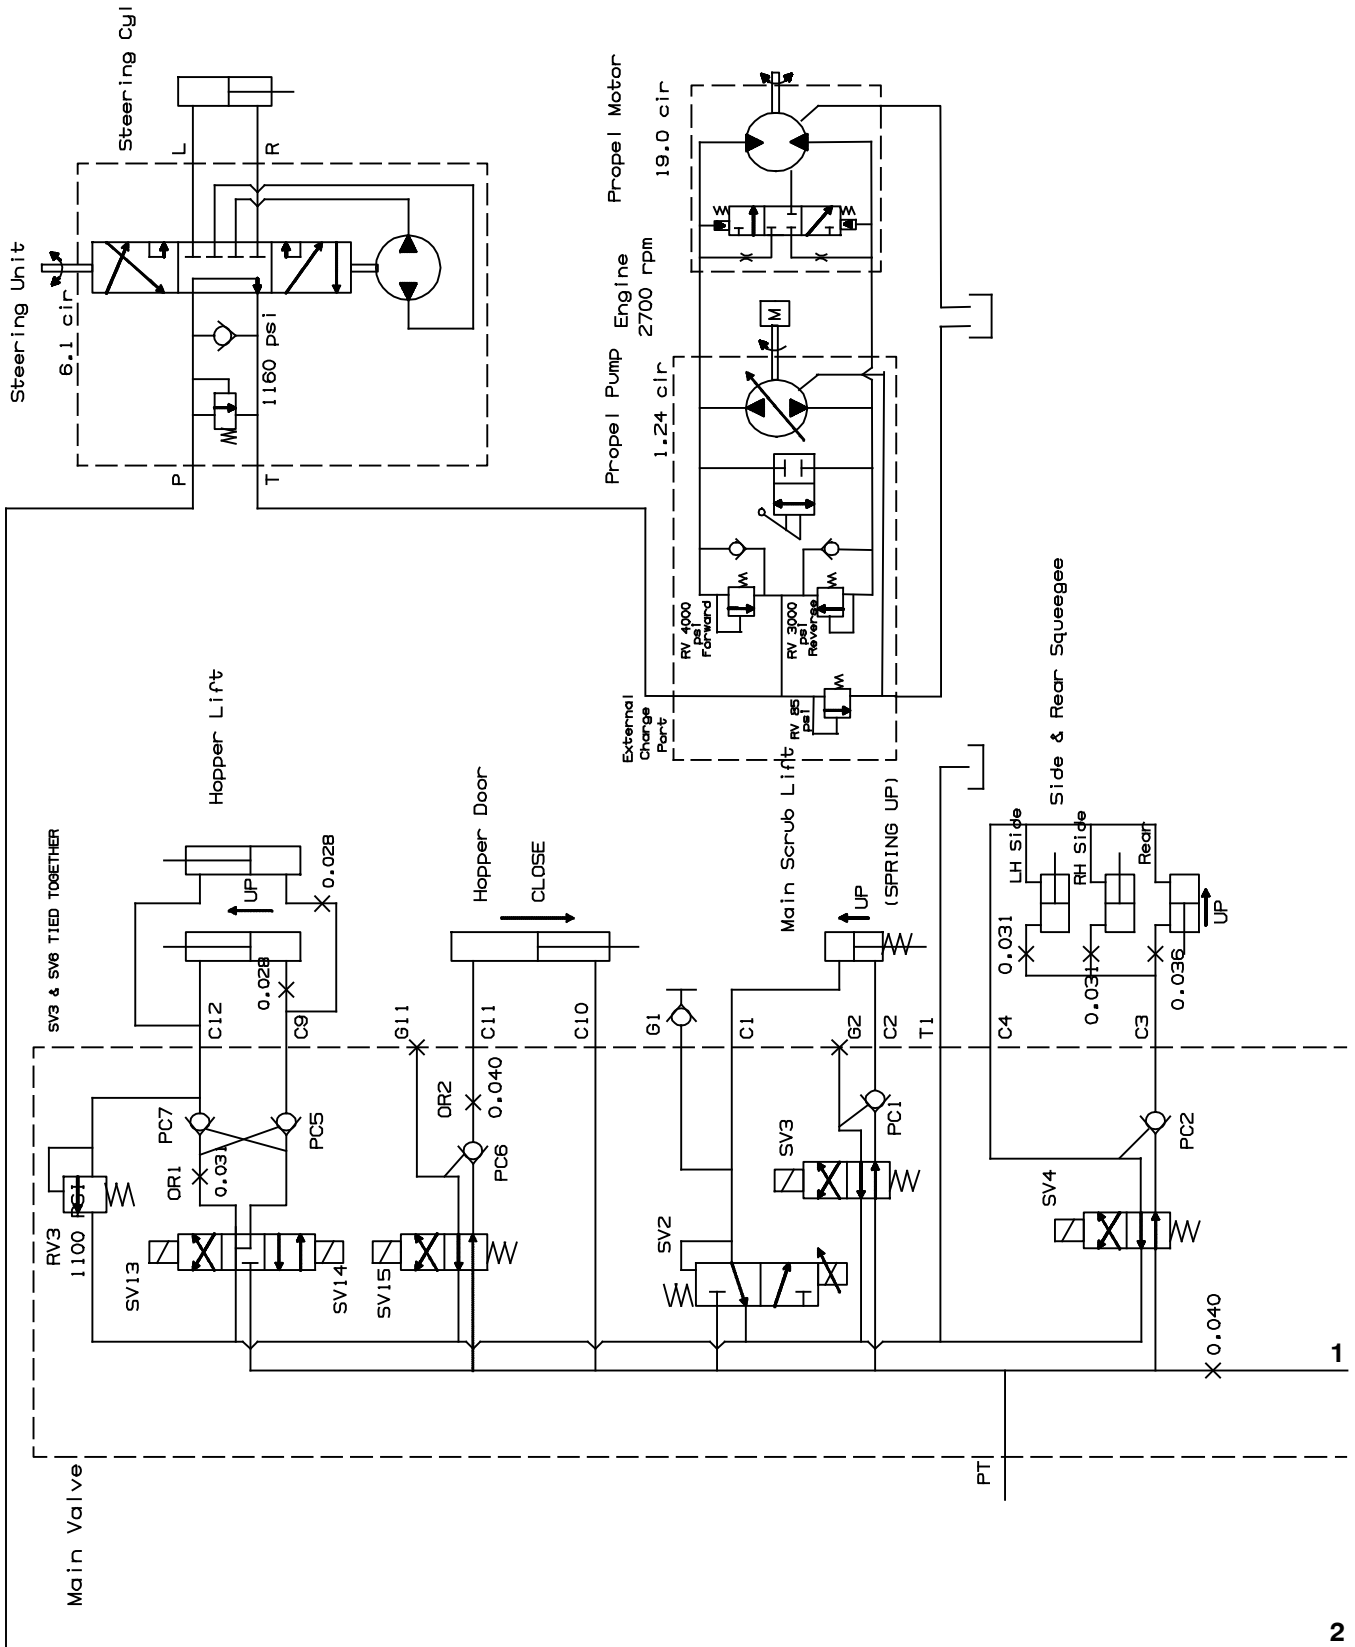 Steering Cyl
Steering Unit
6.1 cir
L
R
1160 psi
P
T
Propel Motor
19.0 cir
Engine
2700 rpm
M
Propel Pump
1.24 cir
RV 4000
psi
Forward
RV 3000
psi
Reverse
RV 85
psi
External
Charge
Port
Hopper Lift
SV3 & SV6 TIED TOGETHER
0.028
UP
0.028
C12
C9
Hopper Door
CLOSE
G11
C11
C10
Main Scrub Lift
(SPRING UP)
UP
G1
C1
G2
C2
T1
Side & Rear Squeegee
LH Side
RH Side
Rear
0.031
0.031
0.036
UP
C4
C3
PC7
PC5
OR1
0.031
RV3
1100 PSI
SV13
SV14
OR2
0.040
PC6
SV15
SV2
SV3
PC1
SV4
PC2
0.040
1
PT
Main Valve
2